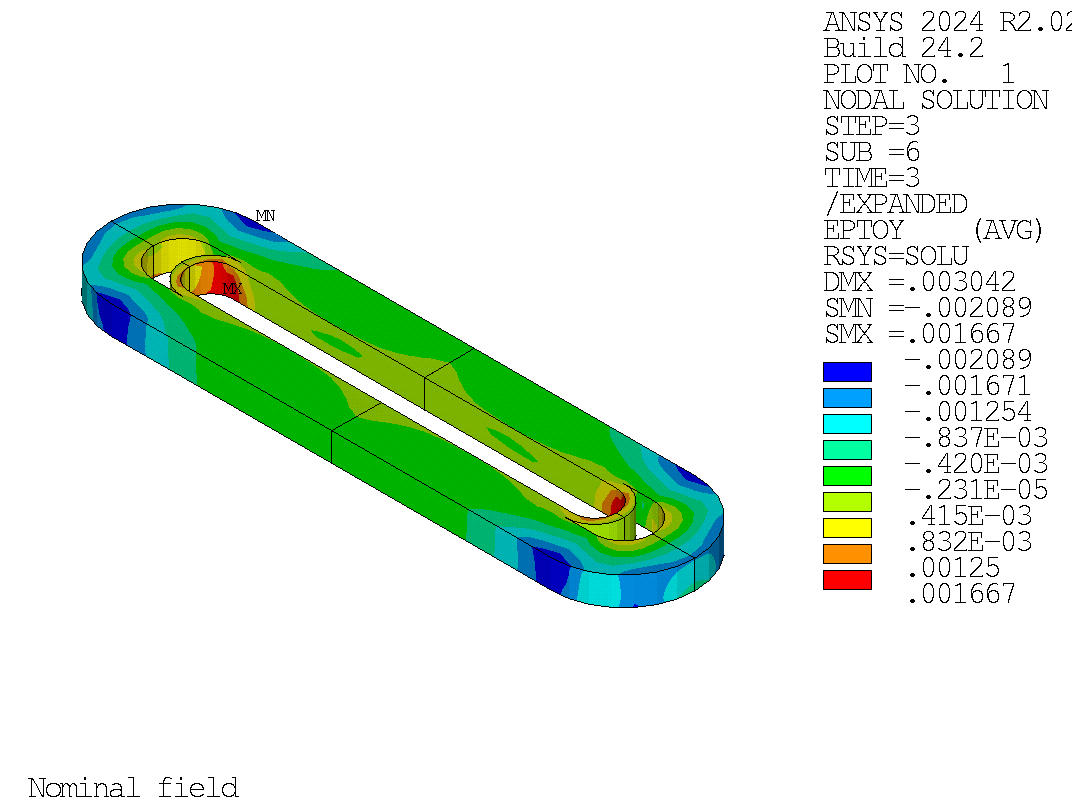 ANSYS 2024 R2.02
Build 24.2
PLOT NO.   1
NODAL SOLUTION
STEP=3
SUB =6
TIME=3
/EXPANDED
EPTOY    (AVG)
RSYS=SOLU
DMX =.003042
SMN =-.002089
SMX =.001667
-.002089
-.001671
-.001254
-.837E-03
-.420E-03
-.231E-05
.415E-03
.832E-03
.00125
.001667
MN
MX
Nominal field